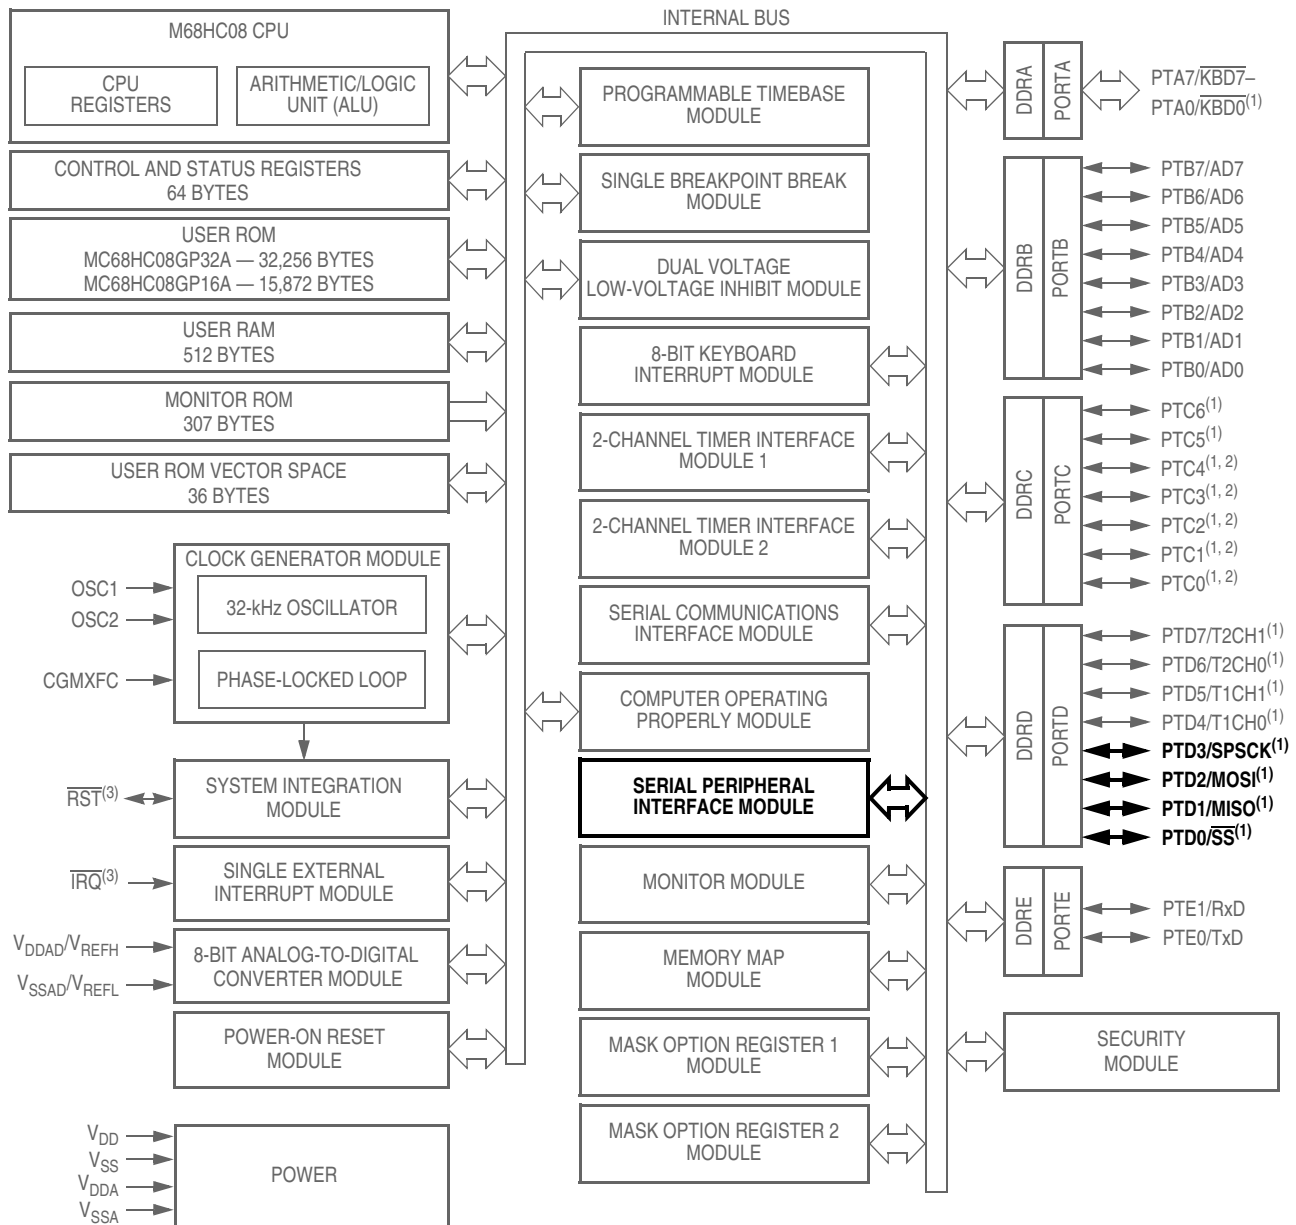 INTERNAL BUS
M68HC08 CPU
CPU
REGISTERS
ARITHMETIC/LOGIC
UNIT (ALU)
CONTROL AND STATUS REGISTERS
64 BYTES
USER ROM
MC68HC08GP32A — 32,256 BYTES
MC68HC08GP16A — 15,872 BYTES
USER RAM
512 BYTES
MONITOR ROM
307 BYTES
USER ROM VECTOR SPACE
36 BYTES
CLOCK GENERATOR MODULE
32-kHz OSCILLATOR
PHASE-LOCKED LOOP
OSC1
OSC2
CGMXFC
SYSTEM INTEGRATION
MODULE
RST(3)
SINGLE EXTERNAL
INTERRUPT MODULE
IRQ(3)
8-BIT ANALOG-TO-DIGITAL
CONVERTER MODULE
VDDAD/VREFH
VSSAD/VREFL
POWER-ON RESET
MODULE
POWER
VDD
VSS
VDDA
VSSA
PROGRAMMABLE TIMEBASE
MODULE
SINGLE BREAKPOINT BREAK
MODULE
DUAL VOLTAGE
LOW-VOLTAGE INHIBIT MODULE
8-BIT KEYBOARD
INTERRUPT MODULE
2-CHANNEL TIMER INTERFACE
MODULE 1
2-CHANNEL TIMER INTERFACE
MODULE 2
SERIAL COMMUNICATIONS
INTERFACE MODULE
COMPUTER OPERATING
PROPERLY MODULE
SERIAL PERIPHERAL
INTERFACE MODULE
MONITOR MODULE
MEMORY MAP
MODULE
MASK OPTION REGISTER 1
MODULE
MASK OPTION REGISTER 2
MODULE
DDRA
PORTA
PTA7/KBD7–
PTA0/KBD0(1)
DDRB
PORTB
PTB7/AD7
PTB6/AD6
PTB5/AD5
PTB4/AD4
PTB3/AD3
PTB2/AD2
PTB1/AD1
PTB0/AD0
DDRC
PORTC
PTC6(1)
PTC5(1)
PTC4(1, 2)
PTC3(1, 2)
PTC2(1, 2)
PTC1(1, 2)
PTC0(1, 2)
DDRD
PORTD
PTD7/T2CH1(1)
PTD6/T2CH0(1)
PTD5/T1CH1(1)
PTD4/T1CH0(1)
PTD3/SPSCK(1)
PTD2/MOSI(1)
PTD1/MISO(1)
PTD0/SS(1)
DDRE
PORTE
PTE1/RxD
PTE0/TxD
SECURITY
MODULE